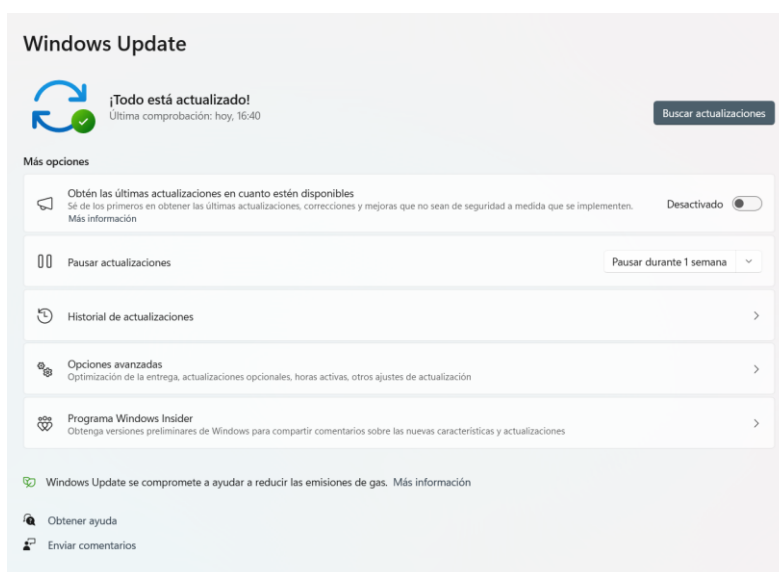 Windows Update
¡Todo está actualizado!
Última comprobación: hoy, 16:40
Buscar actualizaciones
Más opciones
Obtén las últimas actualizaciones en cuanto estén disponibles
Sé de los primeros en obtener las últimas actualizaciones, correcciones y mejoras que no sean de seguridad a medida que se implementen.
Más información
Desactivado
Pausar actualizaciones
Pausar durante 1 semana
Historial de actualizaciones
Opciones avanzadas
Optimización de la entrega, actualizaciones opcionales, horas activas, otros ajustes de actualización
Programa Windows Insider
Obtenga versiones preliminares de Windows para compartir comentarios sobre las nuevas características y actualizaciones
Windows Update se compromete a ayudar a reducir las emisiones de gas. Más información
Obtener ayuda
Enviar comentarios